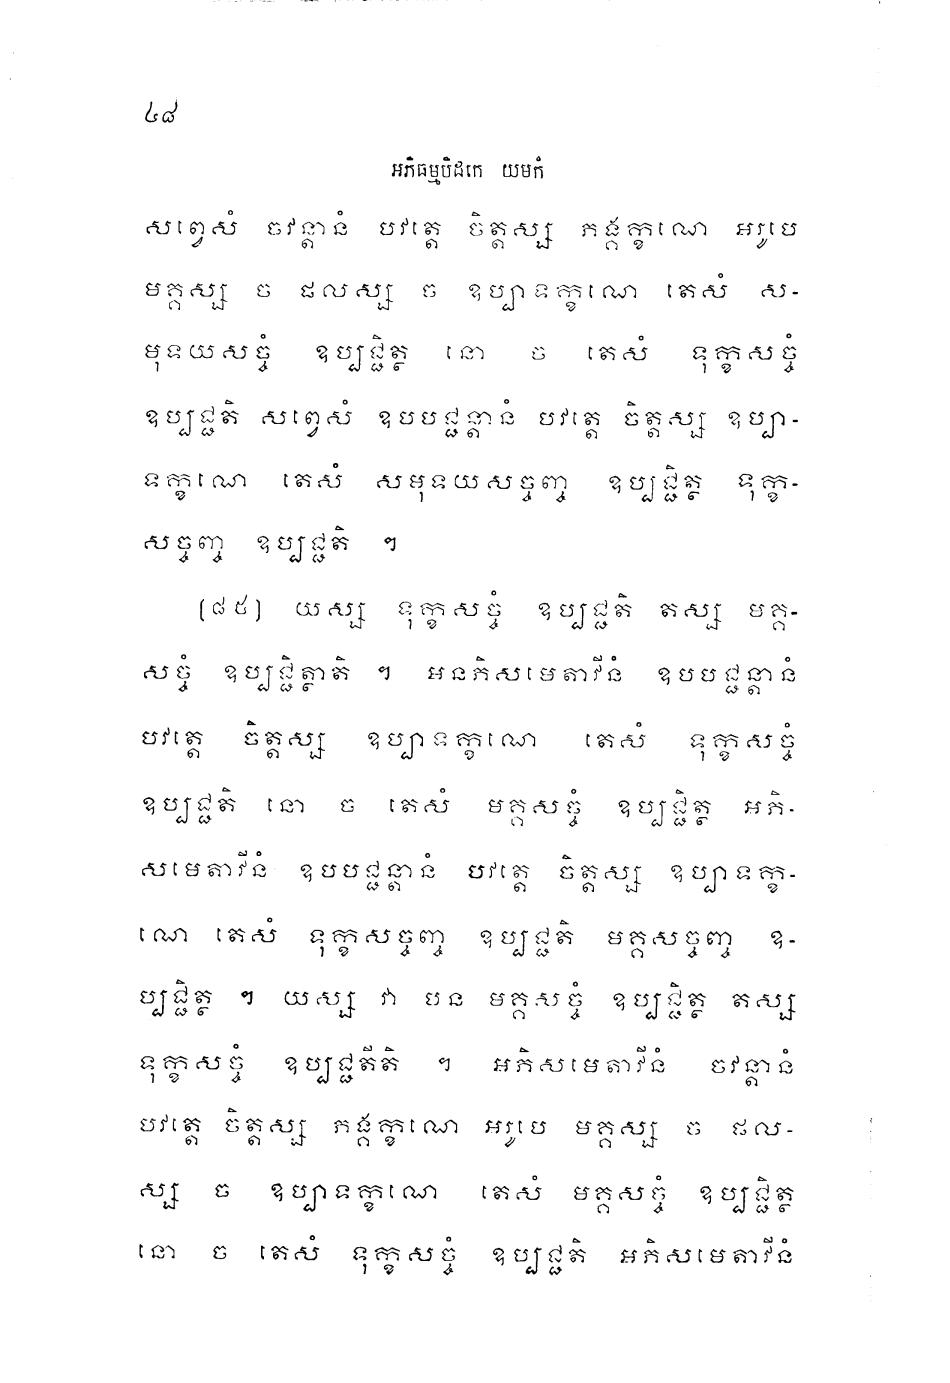 ៤៨
អភិធម្មបិដកេ យមកំ
សព្វេសំ ចវន្តានំ បវត្តេ ចិត្តស្ស ភង្គក្ខណេ អរូបេ
មគ្គស្ស ច ផលស្ស ច ឧប្បាទក្ខណេ តេសំ ស-
មុទយសច្ចំ ឧប្បជ្ជិត្ថ នោ ច តេសំ ទុក្ខសច្ចំ
ឧប្បជ្ជតិ សព្វេសំ ឧបបជ្ជន្តានំ បវត្តេ ចិត្តស្ស ឧប្បា-
ទក្ខណេ តេសំ សមុទយសច្ចញ្ច ឧប្បជ្ជិត្ថ ទុក្ខ-
សច្ចញ្ច ឧប្បជ្ជតិ ។
(៨៥) យស្ស ទុក្ខសច្ចំ ឧប្បជ្ជតិ តស្ស មគ្គ-
សច្ចំ ឧប្បជ្ជិត្ថាតិ ។ អនភិសមេតាវីនំ ឧបបជ្ជន្តានំ
បវត្តេ ចិត្តស្ស ឧប្បាទក្ខណេ តេសំ ទុក្ខសច្ចំ
ឧប្បជ្ជតិ នោ ច តេសំ មគ្គសច្ចំ ឧប្បជ្ជិត្ថ អភិ-
សមេតាវីនំ ឧបបជ្ជន្តានំ បវត្តេ ចិត្តស្ស ឧប្បាទក្ខ-
ណេ តេសំ ទុក្ខសច្ចញ្ច ឧប្បជ្ជតិ មគ្គសច្ចញ្ច ឧ-
ប្បជ្ជិត្ថ ។ យស្ស វា បន មគ្គសច្ចំ ឧប្បជ្ជិត្ថ តស្ស
ទុក្ខសច្ចំ ឧប្បជ្ជតីតិ ។ អភិសមេតាវីនំ ចវន្តានំ
បវត្តេ ចិត្តស្ស ភង្គក្ខណេ អរូបេ មគ្គស្ស ច ផល-
ស្ស ច ឧប្បាទក្ខណេ តេសំ មគ្គសច្ចំ ឧប្បជ្ជិត្ថ
នោ ច តេសំ ទុក្ខសច្ចំ ឧប្បជ្ជតិ អភិសមេតាវីនំ